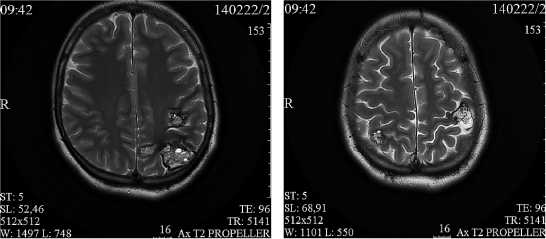 09:42
140222/2
153
R
ST: 5
SL: 52,46
512x512
W: 1497 L: 748
16
TE: 96
TR: 5141
Ax T2 PROPELLER
09:42
140222/2
153
R
ST: 5
SL: 68,91
512x512
W: 1101 L: 550
16
TE: 96
TR: 5141
Ax T2 PROPELLER